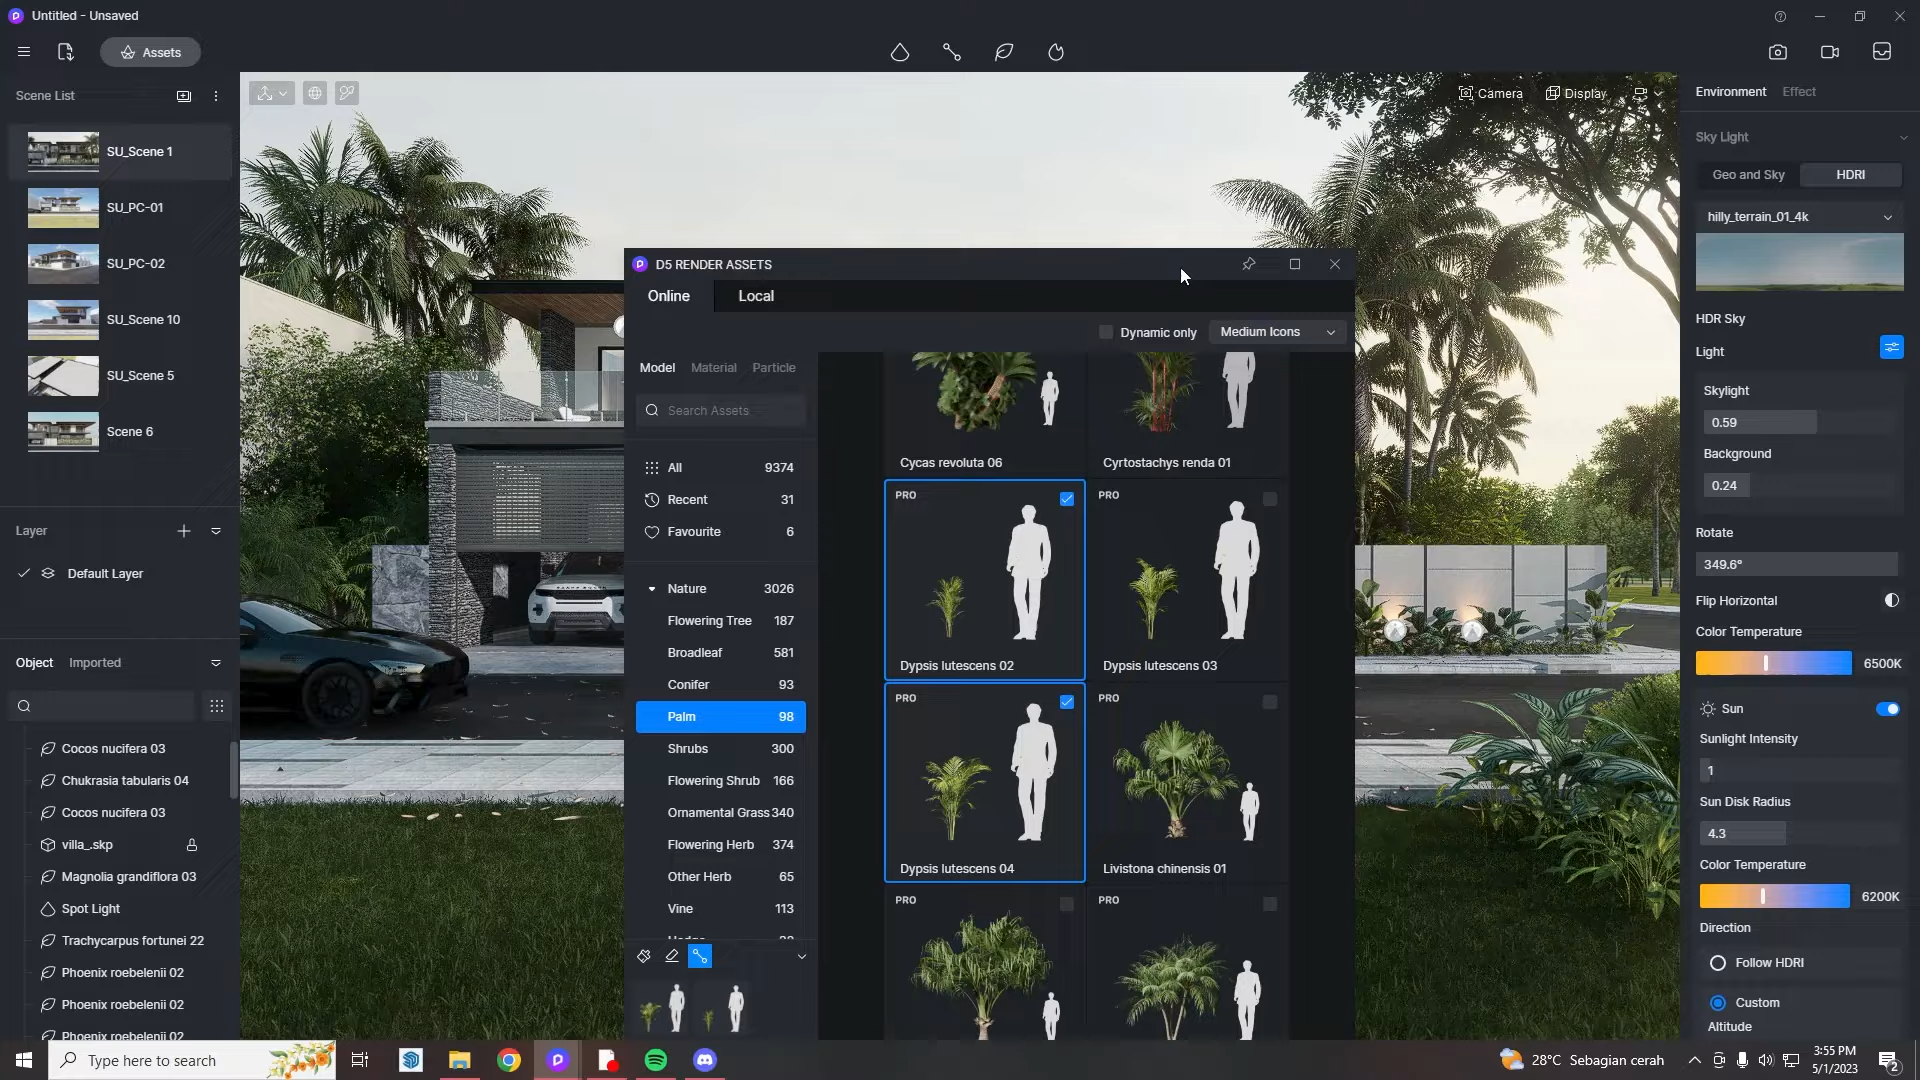 Untitled - Unsaved
Assets
Scene List
SU_Scene 1
SU_PC-01
SU_PC-02
SU_Scene 10
SU_Scene 5
Scene 6
Layer
Default Layer
Object Imported
Cocos nucifera 03
Chukrasia tabularis 04
Cocos nucifera 03
villa_.skp
Magnolia grandiflora 03
Spot Light
Trachycarpus fortunei 22
Phoenix roebelenii 02
Phoenix roebelenii 02
Phoenix roebelenii 02
Camera Display
D5 RENDER ASSETS
Online Local
Dynamic only Medium Icons
Model Material Particle
Search Assets
All 9374
Recent 31
Favourite 6
Nature 3026
Flowering Tree 187
Broadleaf 581
Conifer 93
Palm 98
Shrubs 300
Flowering Shrub 166
Ornamental Grass 340
Flowering Herb 374
Other Herb 65
Vine 113
Cycas revoluta 06 Cyrtostachys renda 01
PRO PRO
Dypsis lutescens 02 Dypsis lutescens 03
PRO PRO
Dypsis lutescens 04 Livistona chinensis 01
PRO PRO
Environment Effect
Sky Light
Geo and Sky HDRI
hilly_terrain_01_4k
HDR Sky
Light
Skylight
0.59
Background
0.24
Rotate
349.6°
Flip Horizontal
Color Temperature
6500K
Sun
Sunlight Intensity
1
Sun Disk Radius
4.3
Color Temperature
6200K
Direction
Follow HDRI
Custom
Altitude
Type here to search
28°C Sebagian cerah
3:55 PM
5/1/2023
2